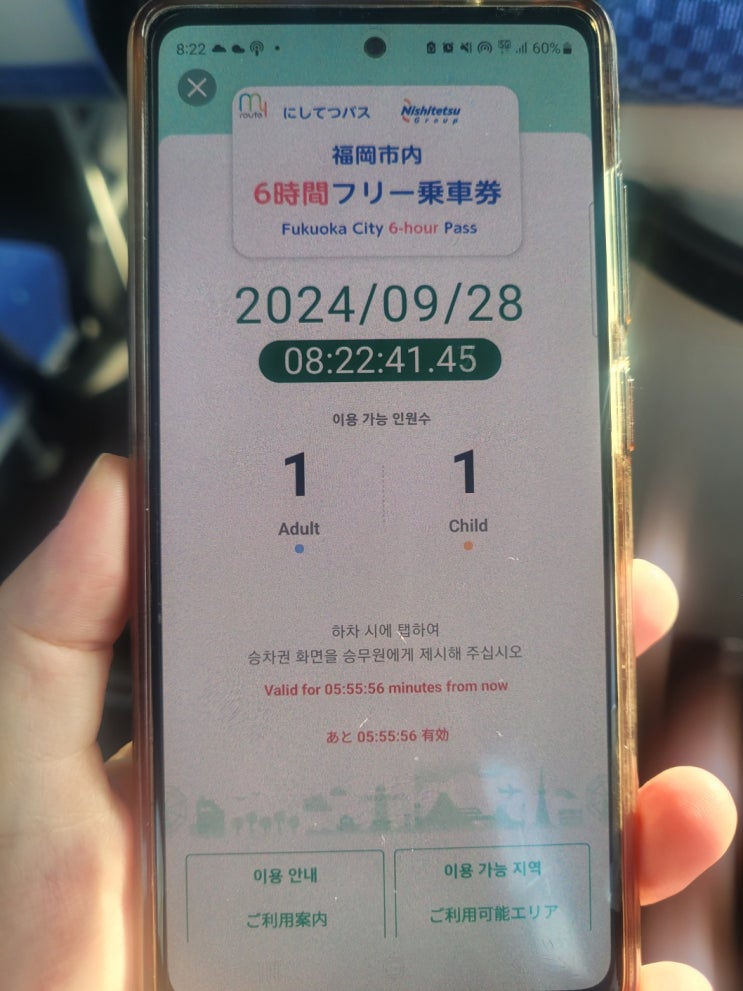 8:22 60%
my route にしてつバス Nishitetsu Group
福岡市内
6時間フリー乗車券
Fukuoka City 6-hour Pass
2024/09/28
08:22:41.45
이용 가능 인원수
1 1
Adult Child
하차 시에 탭하여
승차권 화면을 승무원에게 제시해 주십시오
Valid for 05:55:56 minutes from now
あと 05:55:56 有効
이용 안내 이용 가능 지역
ご利用案内 ご利用可能エリア